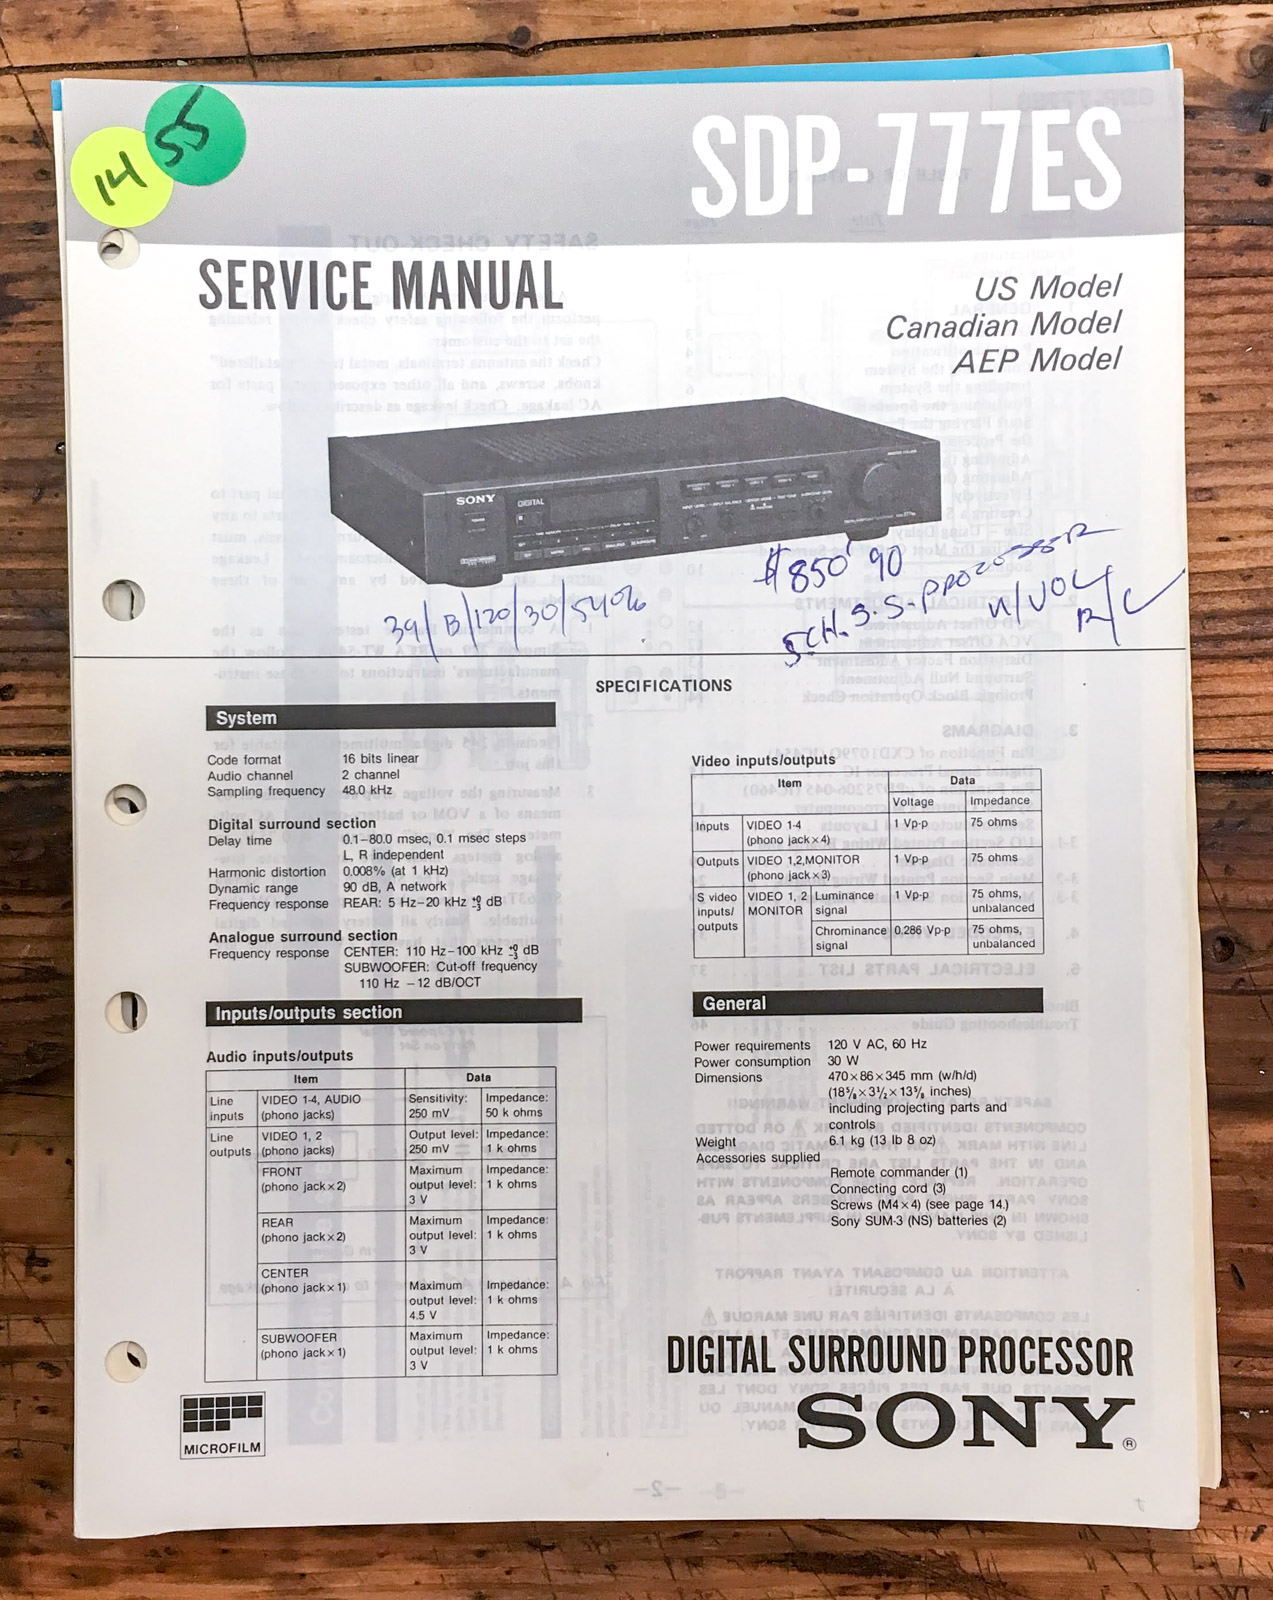 14
55
SDP-777ES
SERVICE MANUAL
US Model
Canadian Model
AEP Model
SONY
DIGITAL
39/B/120/30/5406
$850 '90
5CH. S.S. PROCESSER
W/VOL
R/C
SPECIFICATIONS
System
Code format 16 bits linear
Audio channel 2 channel
Sampling frequency 48.0 kHz
Digital surround section
Delay time 0.1–80.0 msec, 0.1 msec steps
L, R independent
Harmonic distortion 0.008% (at 1 kHz)
Dynamic range 90 dB, A network
Frequency response REAR: 5 Hz–20 kHz +0 -3 dB
Analogue surround section
Frequency response CENTER: 110 Hz–100 kHz +0 -3 dB
SUBWOOFER: Cut-off frequency
110 Hz –12 dB/OCT
Inputs/outputs section
Audio inputs/outputs
Item Data
Line inputs VIDEO 1-4, AUDIO (phono jacks) Sensitivity: 250 mV Impedance: 50 k ohms
Line outputs VIDEO 1, 2 (phono jacks) Output level: 250 mV Impedance: 1 k ohms
FRONT (phono jack×2) Maximum output level: 3 V Impedance: 1 k ohms
REAR (phono jack×2) Maximum output level: 3 V Impedance: 1 k ohms
CENTER (phono jack×1) Maximum output level: 4.5 V Impedance: 1 k ohms
SUBWOOFER (phono jack×1) Maximum output level: 3 V Impedance: 1 k ohms
MICROFILM
Video inputs/outputs
Item Data
Voltage Impedance
Inputs VIDEO 1-4 (phono jack×4) 1 Vp-p 75 ohms
Outputs VIDEO 1,2,MONITOR (phono jack×3) 1 Vp-p 75 ohms
S video inputs/outputs VIDEO 1, 2 MONITOR Luminance signal 1 Vp-p 75 ohms, unbalanced
Chrominance signal 0.286 Vp-p 75 ohms, unbalanced
General
Power requirements 120 V AC, 60 Hz
Power consumption 30 W
Dimensions 470×86×345 mm (w/h/d)
(18⅝×3½×13⅝ inches)
including projecting parts and
controls
Weight 6.1 kg (13 lb 8 oz)
Accessories supplied
Remote commander (1)
Connecting cord (3)
Screws (M4×4) (see page 14.)
Sony SUM-3 (NS) batteries (2)
DIGITAL SURROUND PROCESSOR
SONY®